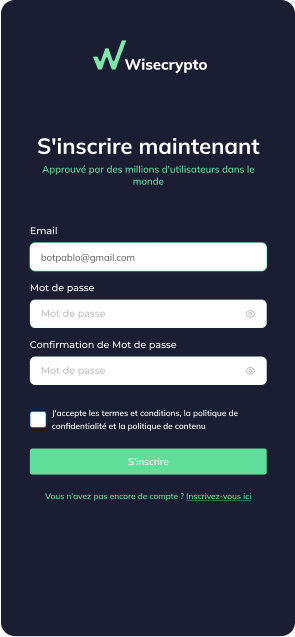 Wisecrypto
S'inscrire maintenant
Approuvé par des millions d'utilisateurs dans le
monde
Email
botpablo@gmail.com
Mot de passe
Mot de passe
Confirmation de Mot de passe
Mot de passe
J'accepte les termes et conditions, la politique de
confidentialité et la politique de contenu
S'inscrire
Vous n'avez pas encore de compte ? Inscrivez-vous ici